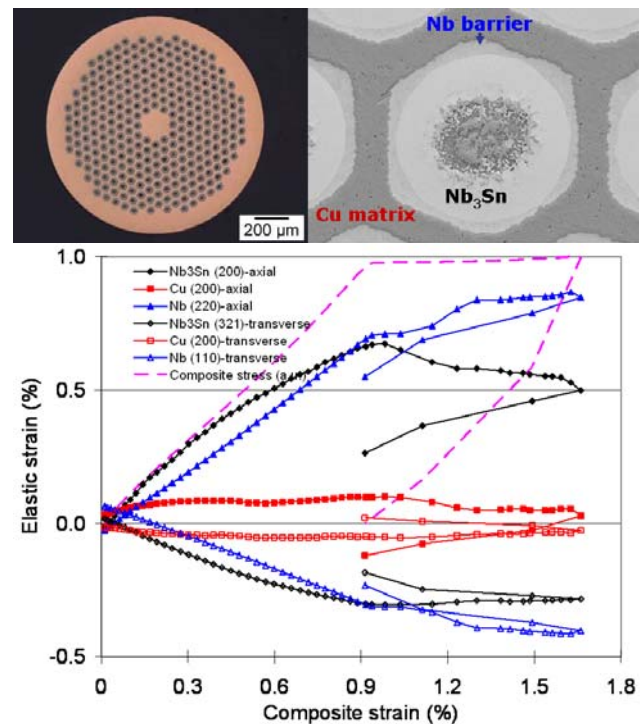 Nb barrier
200 µm
Nb₃Sn
Cu matrix
1.0
0.5
0.0
-0.5
Elastic strain (%)
Nb3Sn (200)-axial
Cu (200)-axial
Nb (220)-axial
Nb3Sn (321)-transverse
Cu (200)-transverse
Nb (110)-transverse
0 0.3 0.6 0.9 1.2 1.5 1.8
Composite strain (%)